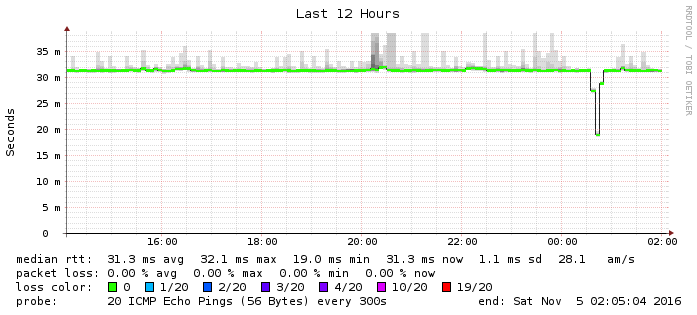 Last 12 Hours
RRDTOOL / TOBI OETIKER
Seconds
35 m
30 m
25 m
20 m
15 m
10 m
5 m
0
16:00 18:00 20:00 22:00 00:00 02:00
median rtt: 31.3 ms avg 32.1 ms max 19.0 ms min 31.3 ms now 1.1 ms sd 28.1 am/s
packet loss: 0.00 % avg 0.00 % max 0.00 % min 0.00 % now
loss color: 0 1/20 2/20 3/20 4/20 10/20 19/20
probe: 20 ICMP Echo Pings (56 Bytes) every 300s end: Sat Nov 5 02:05:04 2016